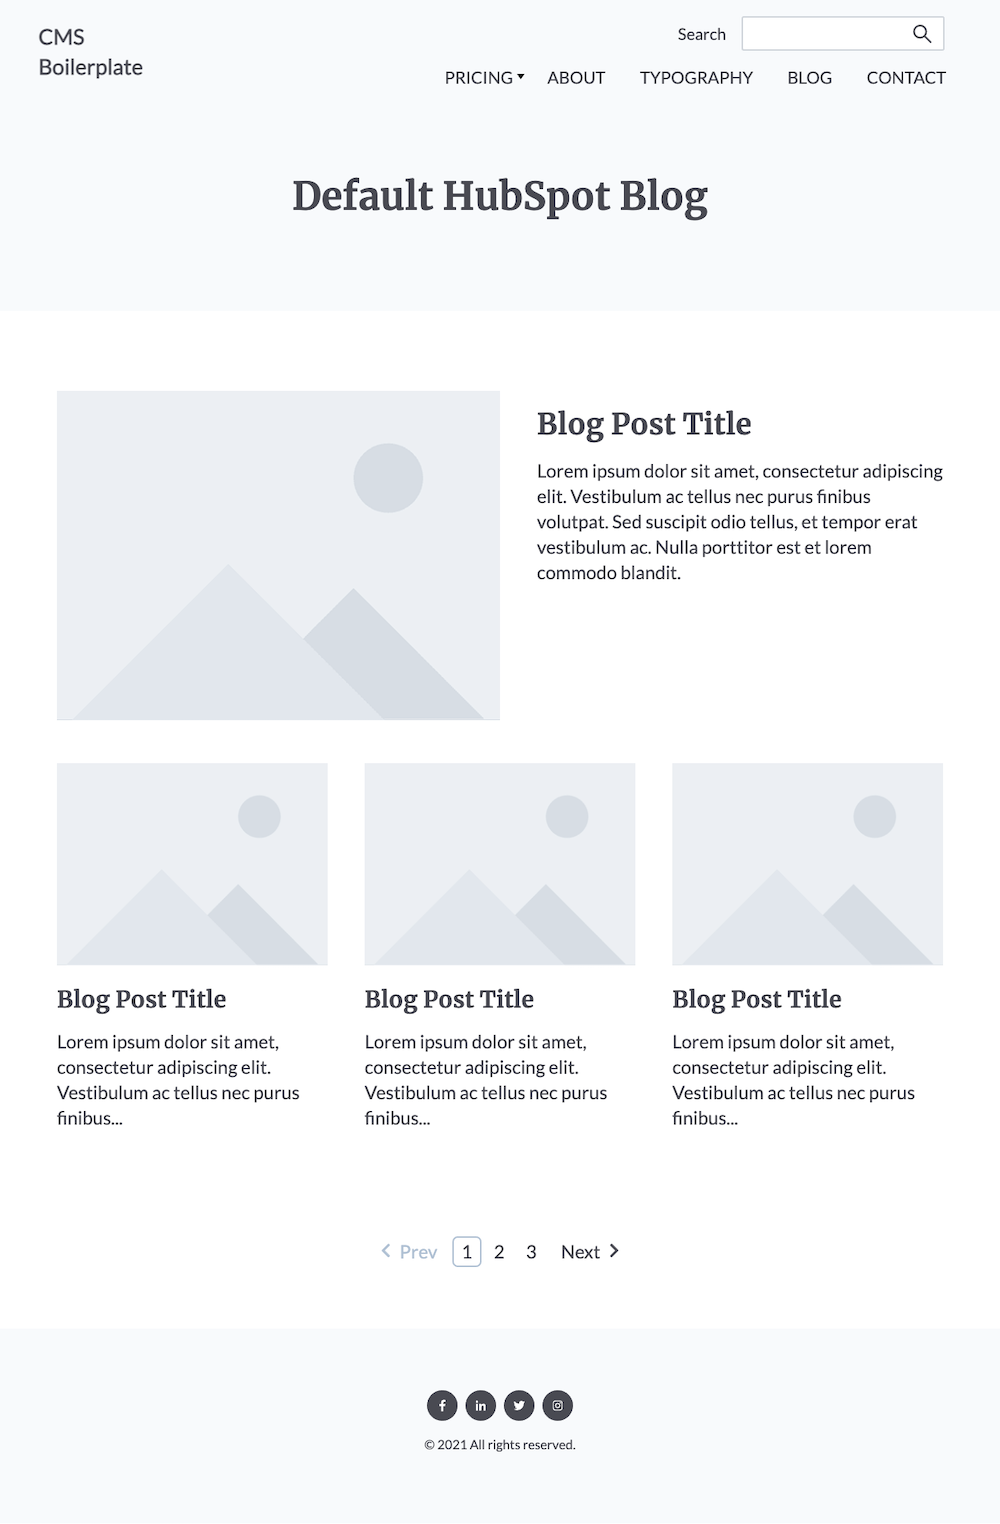 CMS
Boilerplate
Search
PRICING ABOUT TYPOGRAPHY BLOG CONTACT
Default HubSpot Blog
Blog Post Title
Lorem ipsum dolor sit amet, consectetur adipiscing
elit. Vestibulum ac tellus nec purus finibus
volutpat. Sed suscipit odio tellus, et tempor erat
vestibulum ac. Nulla porttitor est et lorem
commodo blandit.
Blog Post Title
Lorem ipsum dolor sit amet,
consectetur adipiscing elit.
Vestibulum ac tellus nec purus
finibus...
Blog Post Title
Lorem ipsum dolor sit amet,
consectetur adipiscing elit.
Vestibulum ac tellus nec purus
finibus...
Blog Post Title
Lorem ipsum dolor sit amet,
consectetur adipiscing elit.
Vestibulum ac tellus nec purus
finibus...
Prev 1 2 3 Next
© 2021 All rights reserved.